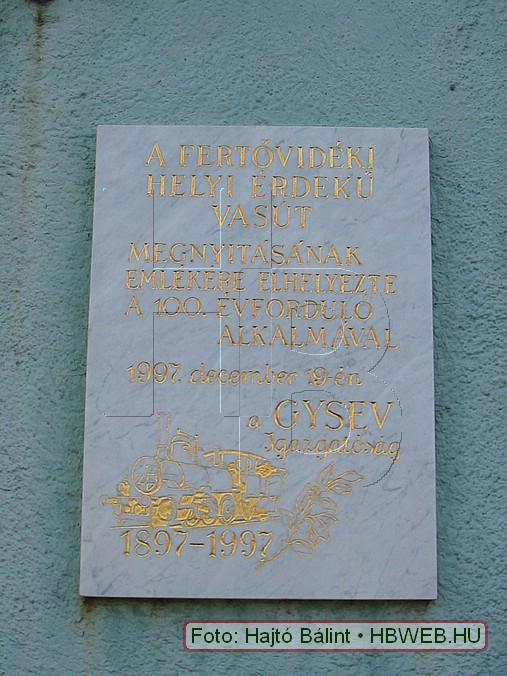 A FERTŐVIDÉKI
HELYI ÉRDEKŰ
VASÚT
MEGNYITÁSÁNAK
EMLÉKÉRE ELHELYEZTE
A 100. ÉVFORDULÓ
ALKALMÁVAL
1997. december 19-én
a GYSEV
Igazgatóság
1897-1997
Foto: Hajtó Bálint • HBWEB.HU